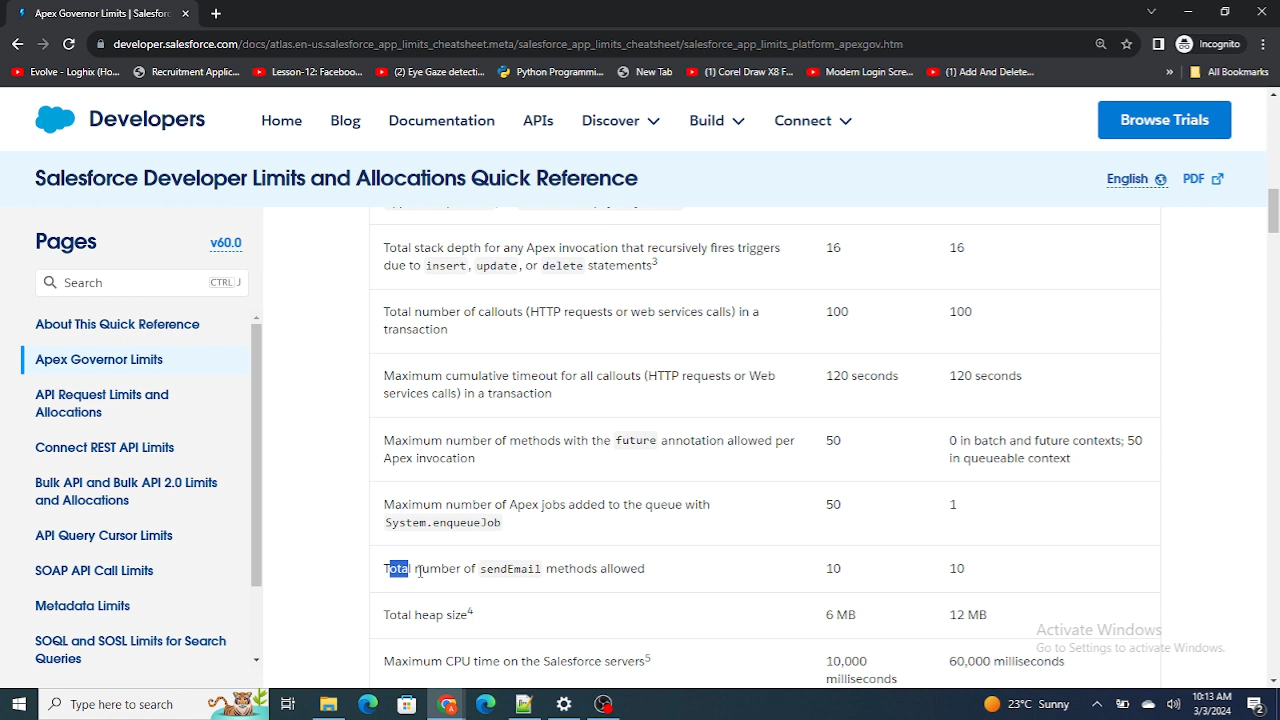 Apex Governor Limits | Salesforc
developer.salesforce.com/docs/atlas.en-us.salesforce_app_limits_cheatsheet.meta/salesforce_app_limits_cheatsheet/salesforce_app_limits_platform_apexgov.htm
Incognito
Evolve - Loghix (Ho...
Recruitment Applic...
Lesson-12: Faceboo...
(2) Eye Gaze detecti...
Python Programmi...
New Tab
(1) Corel Draw X8 F...
Modern Login Scre...
(1) Add And Delete...
»
All Bookmarks
Developers
Home
Blog
Documentation
APIs
Discover
Build
Connect
Browse Trials
Salesforce Developer Limits and Allocations Quick Reference
English
PDF
Pages
v60.0
Search
CTRL J
About This Quick Reference
Apex Governor Limits
API Request Limits and
Allocations
Connect REST API Limits
Bulk API and Bulk API 2.0 Limits
and Allocations
API Query Cursor Limits
SOAP API Call Limits
Metadata Limits
SOQL and SOSL Limits for Search
Queries
Total stack depth for any Apex invocation that recursively fires triggers 16 16
due to insert, update, or delete statements3
Total number of callouts (HTTP requests or web services calls) in a 100 100
transaction
Maximum cumulative timeout for all callouts (HTTP requests or Web 120 seconds 120 seconds
services calls) in a transaction
Maximum number of methods with the future annotation allowed per 50 0 in batch and future contexts; 50
Apex invocation in queueable context
Maximum number of Apex jobs added to the queue with 50 1
System.enqueueJob
Total number of sendEmail methods allowed 10 10
Total heap size4 6 MB 12 MB
Maximum CPU time on the Salesforce servers5 10,000 60,000 milliseconds
milliseconds
Activate Windows
Go to Settings to activate Windows.
Type here to search
23°C Sunny
10:13 AM
3/3/2024
2